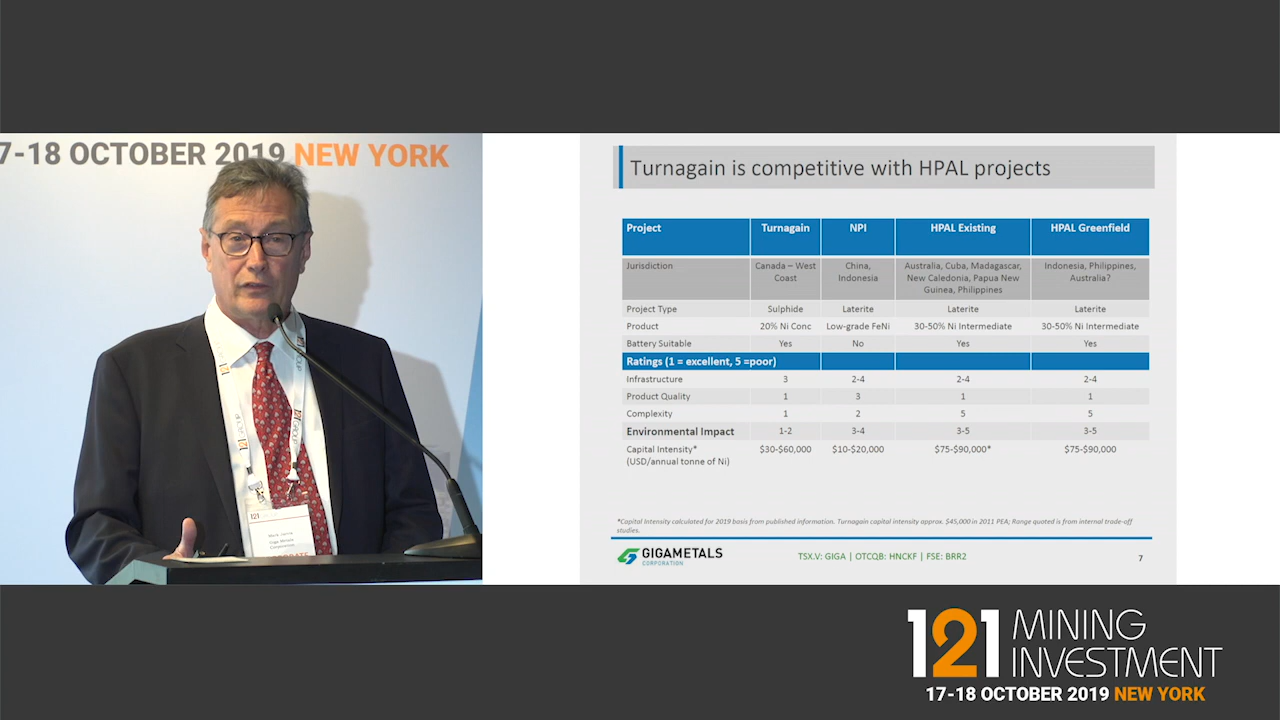 7-18 OCTOBER 2019 NEW YORK
GROUP
121
GROUP
121
121
CORPORATE
Turnagain is competitive with HPAL projects
Project Turnagain NPI HPAL Existing HPAL Greenfield
Jurisdiction Canada – West Coast China, Indonesia Australia, Cuba, Madagascar, New Caledonia, Papua New Guinea, Philippines Indonesia, Philippines, Australia?
Project Type Sulphide Laterite Laterite Laterite
Product 20% Ni Conc Low-grade FeNi 30-50% Ni Intermediate 30-50% Ni Intermediate
Battery Suitable Yes No Yes Yes
Ratings (1 = excellent, 5 =poor)
Infrastructure 3 2-4 2-4 2-4
Product Quality 1 3 1 1
Complexity 1 2 5 5
Environmental Impact 1-2 3-4 3-5 3-5
Capital Intensity* (USD/annual tonne of Ni) $30-$60,000 $10-$20,000 $75-$90,000* $75-$90,000
*Capital Intensity calculated for 2019 basis from published information. Turnagain capital intensity approx. $45,000 in 2011 PEA; Range quoted is from internal trade-off
studies.
GIGAMETALS
CORPORATION
TSX.V: GIGA | OTCQB: HNCKF | FSE: BRR2
7
121 MINING
INVESTMENT
17-18 OCTOBER 2019 NEW YORK